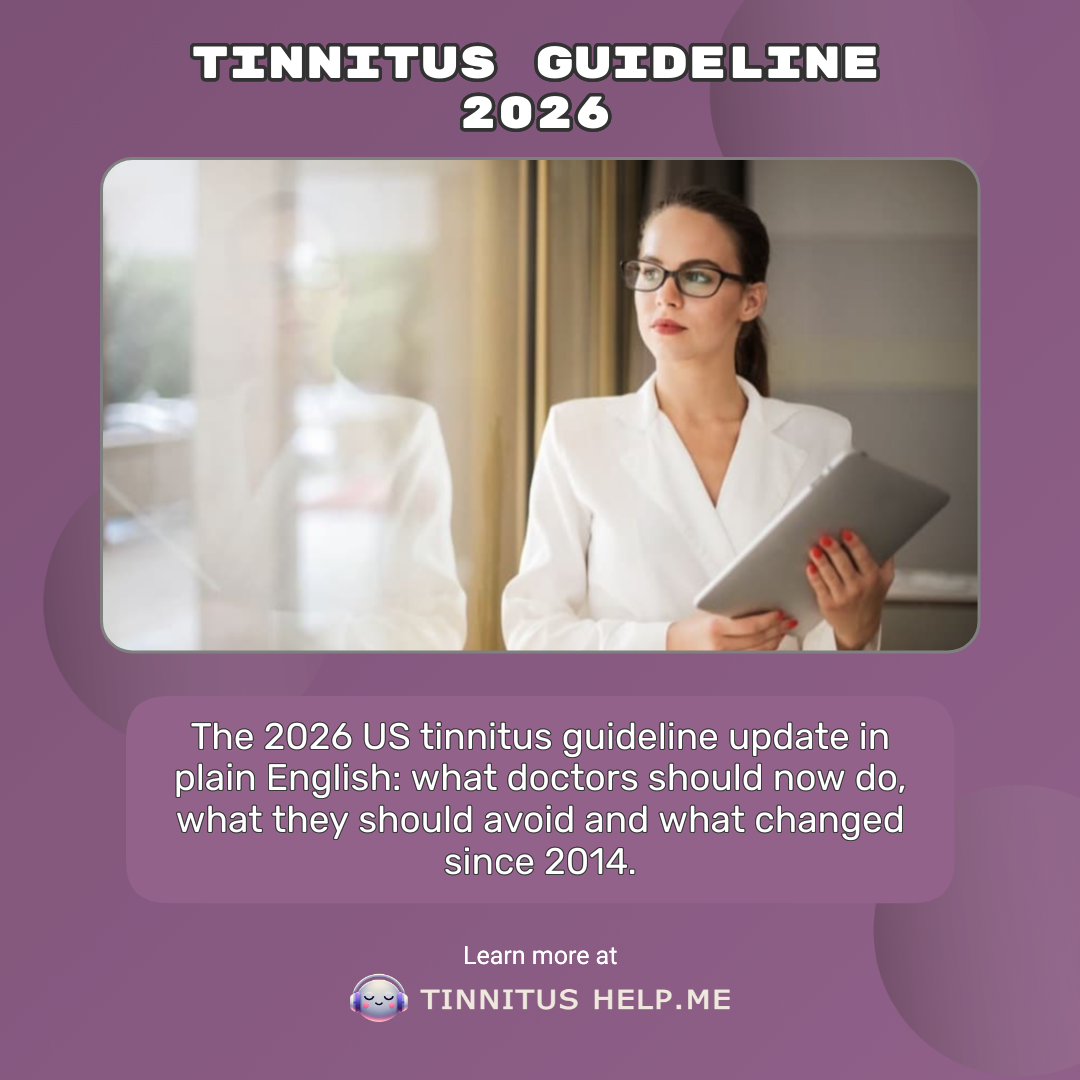 TINNITUS GUIDELINE
2026
The 2026 US tinnitus guideline update in
plain English: what doctors should now do,
what they should avoid and what changed
since 2014.
Learn more at
TINNITUS HELP.ME